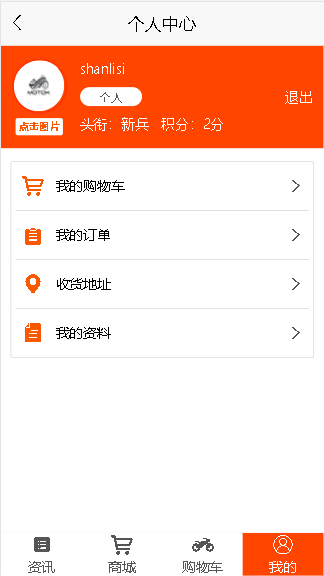 个人中心
shanlisi
个人
退出
MOTOR
点击图片
头衔：新兵 积分：2分
我的购物车
我的订单
收货地址
我的资料
资讯
商城
购物车
我的